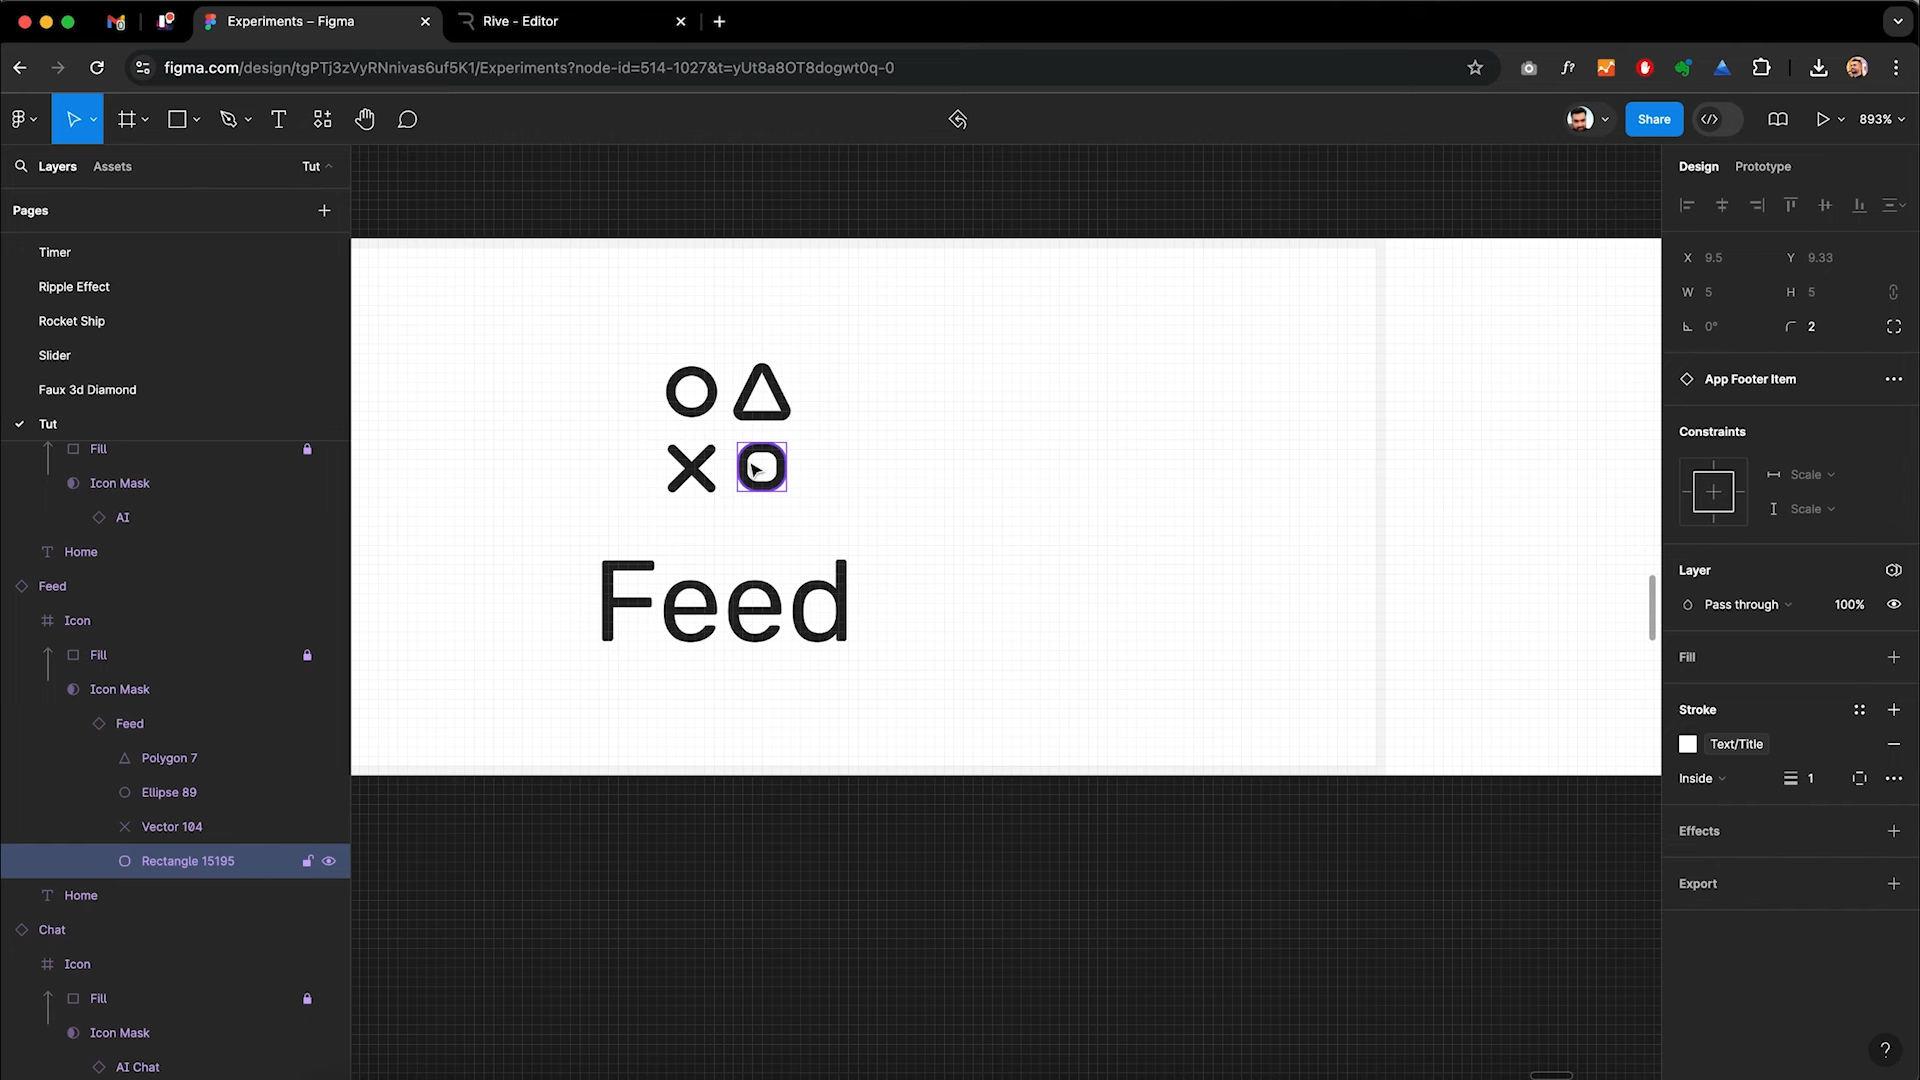 Experiments – Figma
Rive - Editor
figma.com/design/tgPTj3zVyRNnivas6uf5K1/Experiments?node-id=514-1027&t=yUt8a8OT8dogwt0q-0
Share
893%
Layers
Assets
Tut
Design
Prototype
Pages
Timer
Ripple Effect
Rocket Ship
Slider
Faux 3d Diamond
Tut
Fill
Icon Mask
AI
Home
Feed
Icon
Fill
Icon Mask
Feed
Polygon 7
Ellipse 89
Vector 104
Rectangle 15195
Home
Chat
Icon
Fill
Icon Mask
AI Chat
Feed
X 9.5
Y 9.33
W 5
H 5
0°
2
App Footer Item
Constraints
Scale
Scale
Layer
Pass through
100%
Fill
Stroke
Text/Title
Inside
1
Effects
Export
?